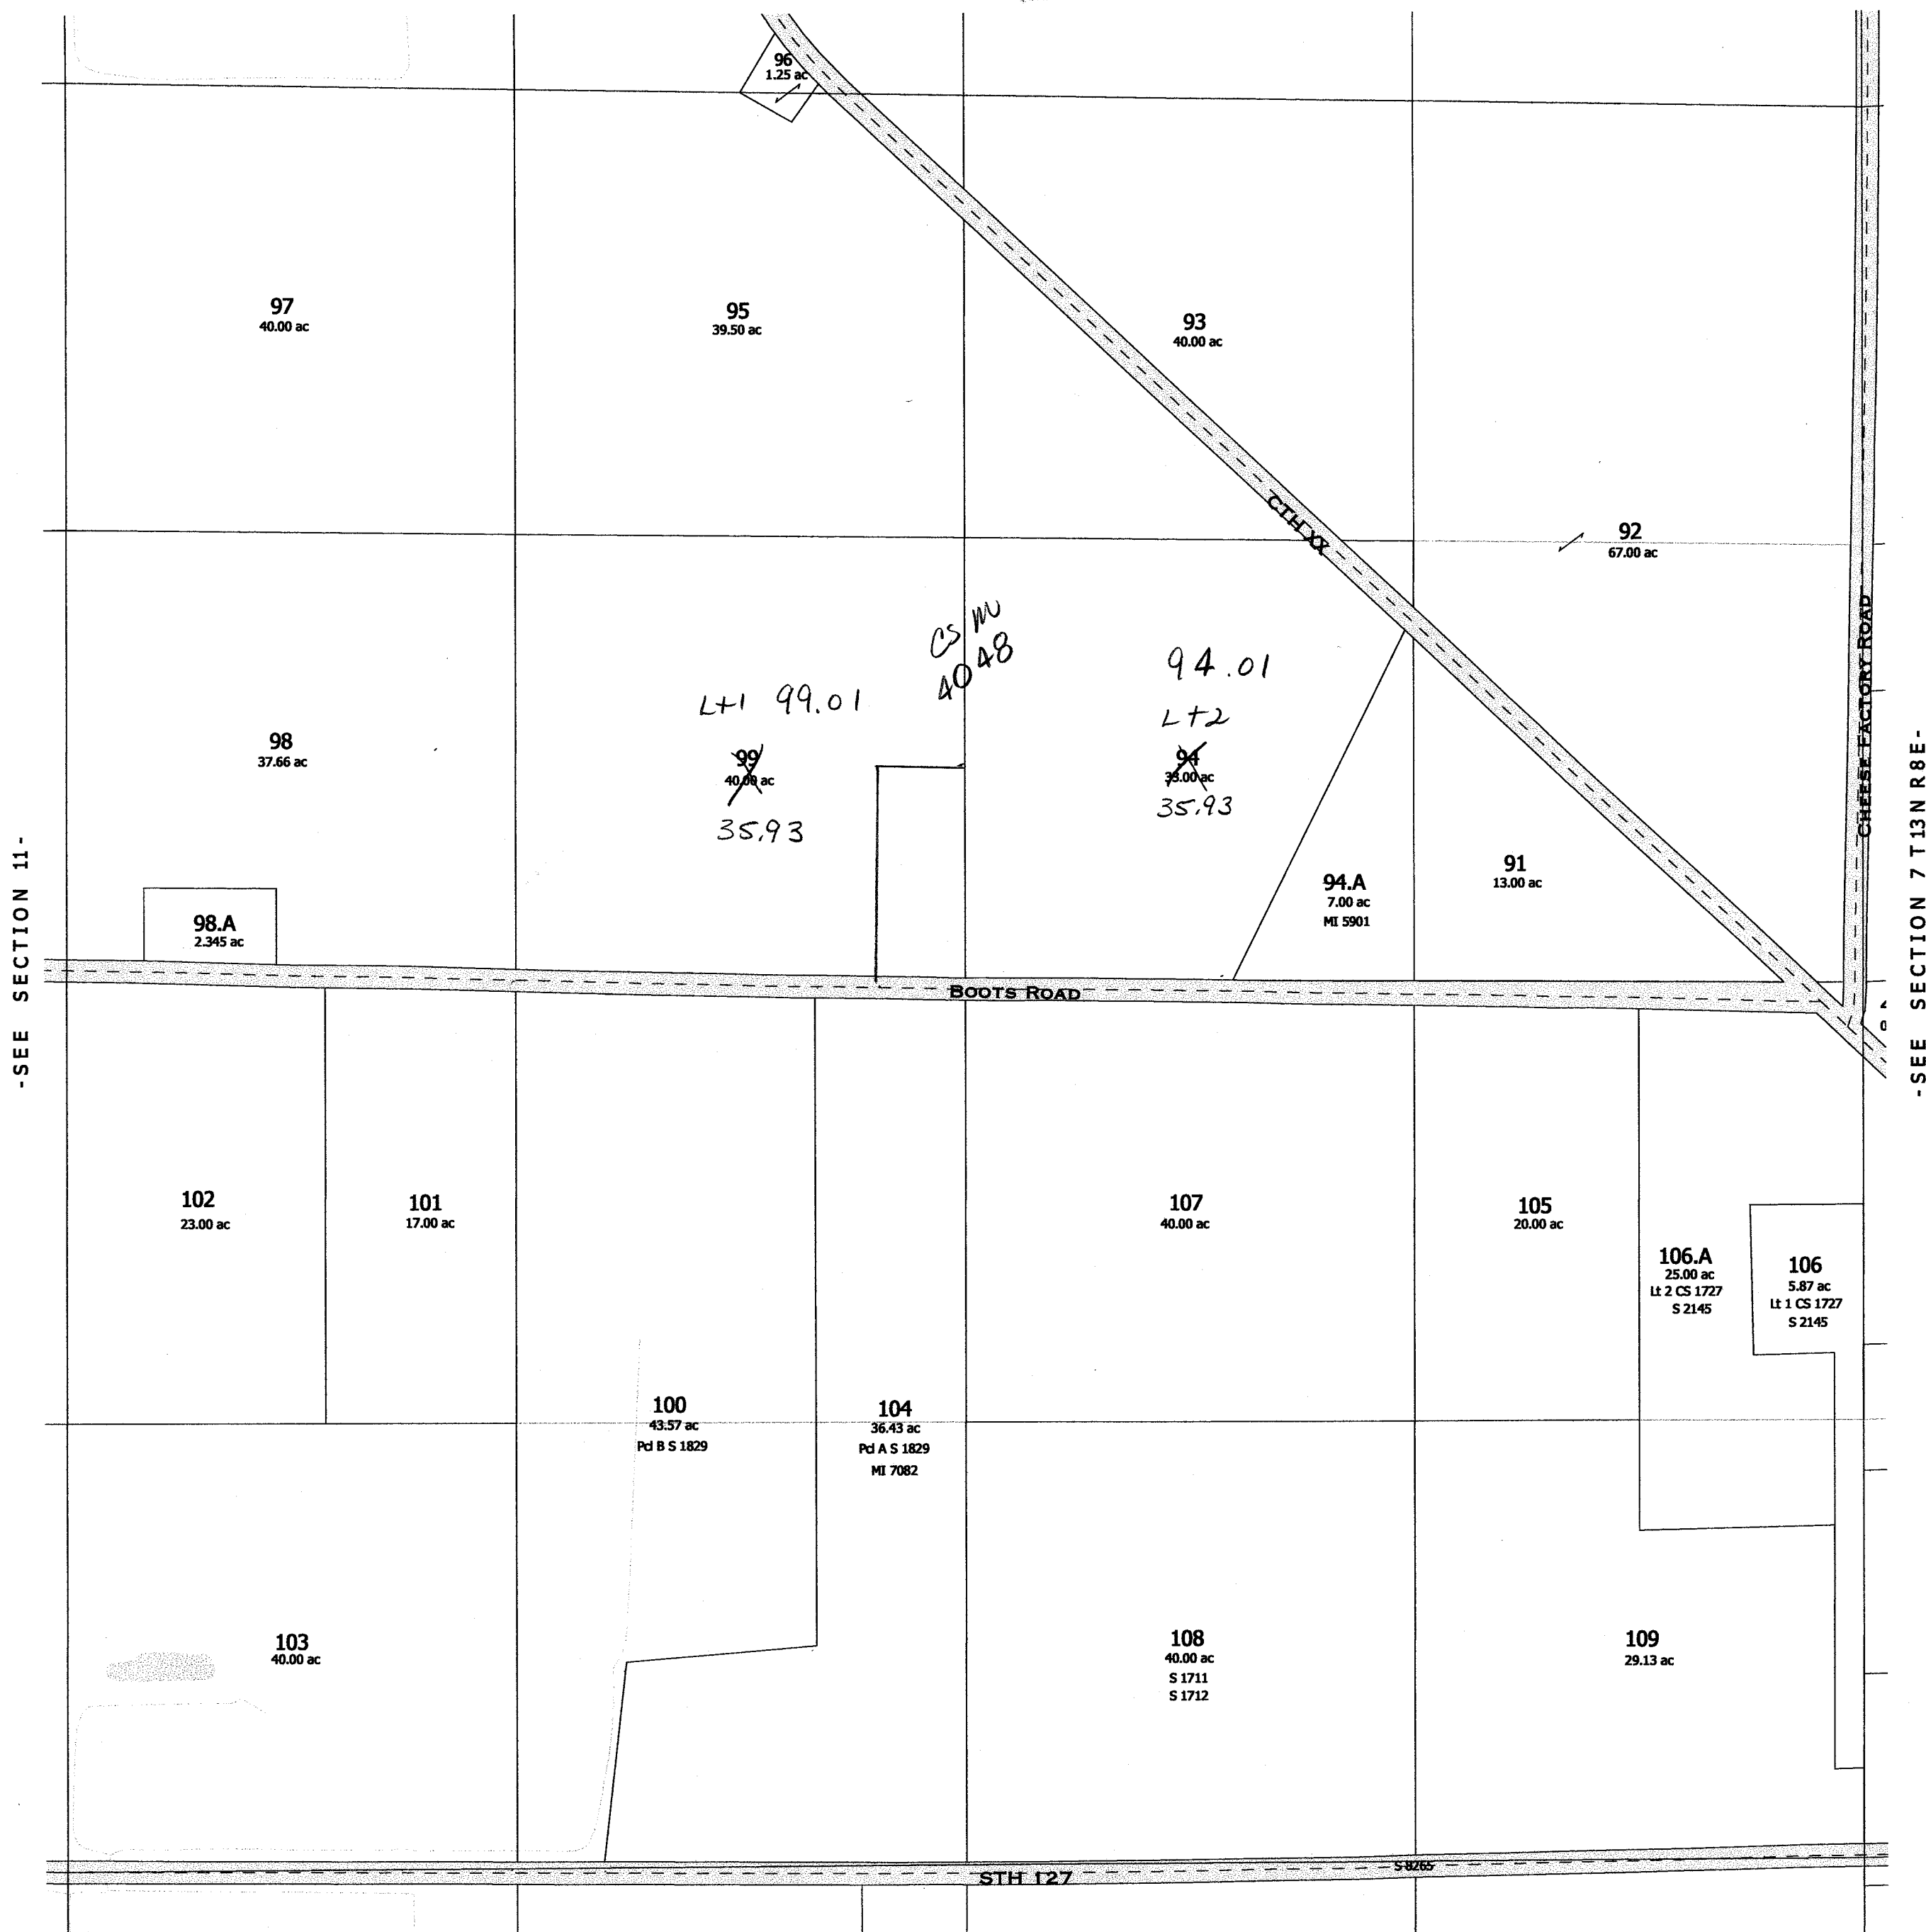 96
1.25 ac
97
40.00 ac
95
39.50 ac
93
40.00 ac
CTH XX
92
67.00 ac
CHEESE FACTORY ROAD
CSM
4048
94.01
Lt2
94
33.00 ac
35.93
Lt1 99.01
99
40.00 ac
35.93
98
37.66 ac
98.A
2.345 ac
94.A
7.00 ac
MI 5901
91
13.00 ac
-SEE SECTION 11-
-SEE SECTION 7 T13N R8E-
BOOTS ROAD
102
23.00 ac
101
17.00 ac
107
40.00 ac
105
20.00 ac
106.A
25.00 ac
Lt 2 CS 1727
S 2145
106
5.87 ac
Lt 1 CS 1727
S 2145
100
43.57 ac
Pcl B S 1829
104
36.43 ac
Pcl A S 1829
MI 7082
103
40.00 ac
108
40.00 ac
S 1711
S 1712
109
29.13 ac
S 8265
STH 127